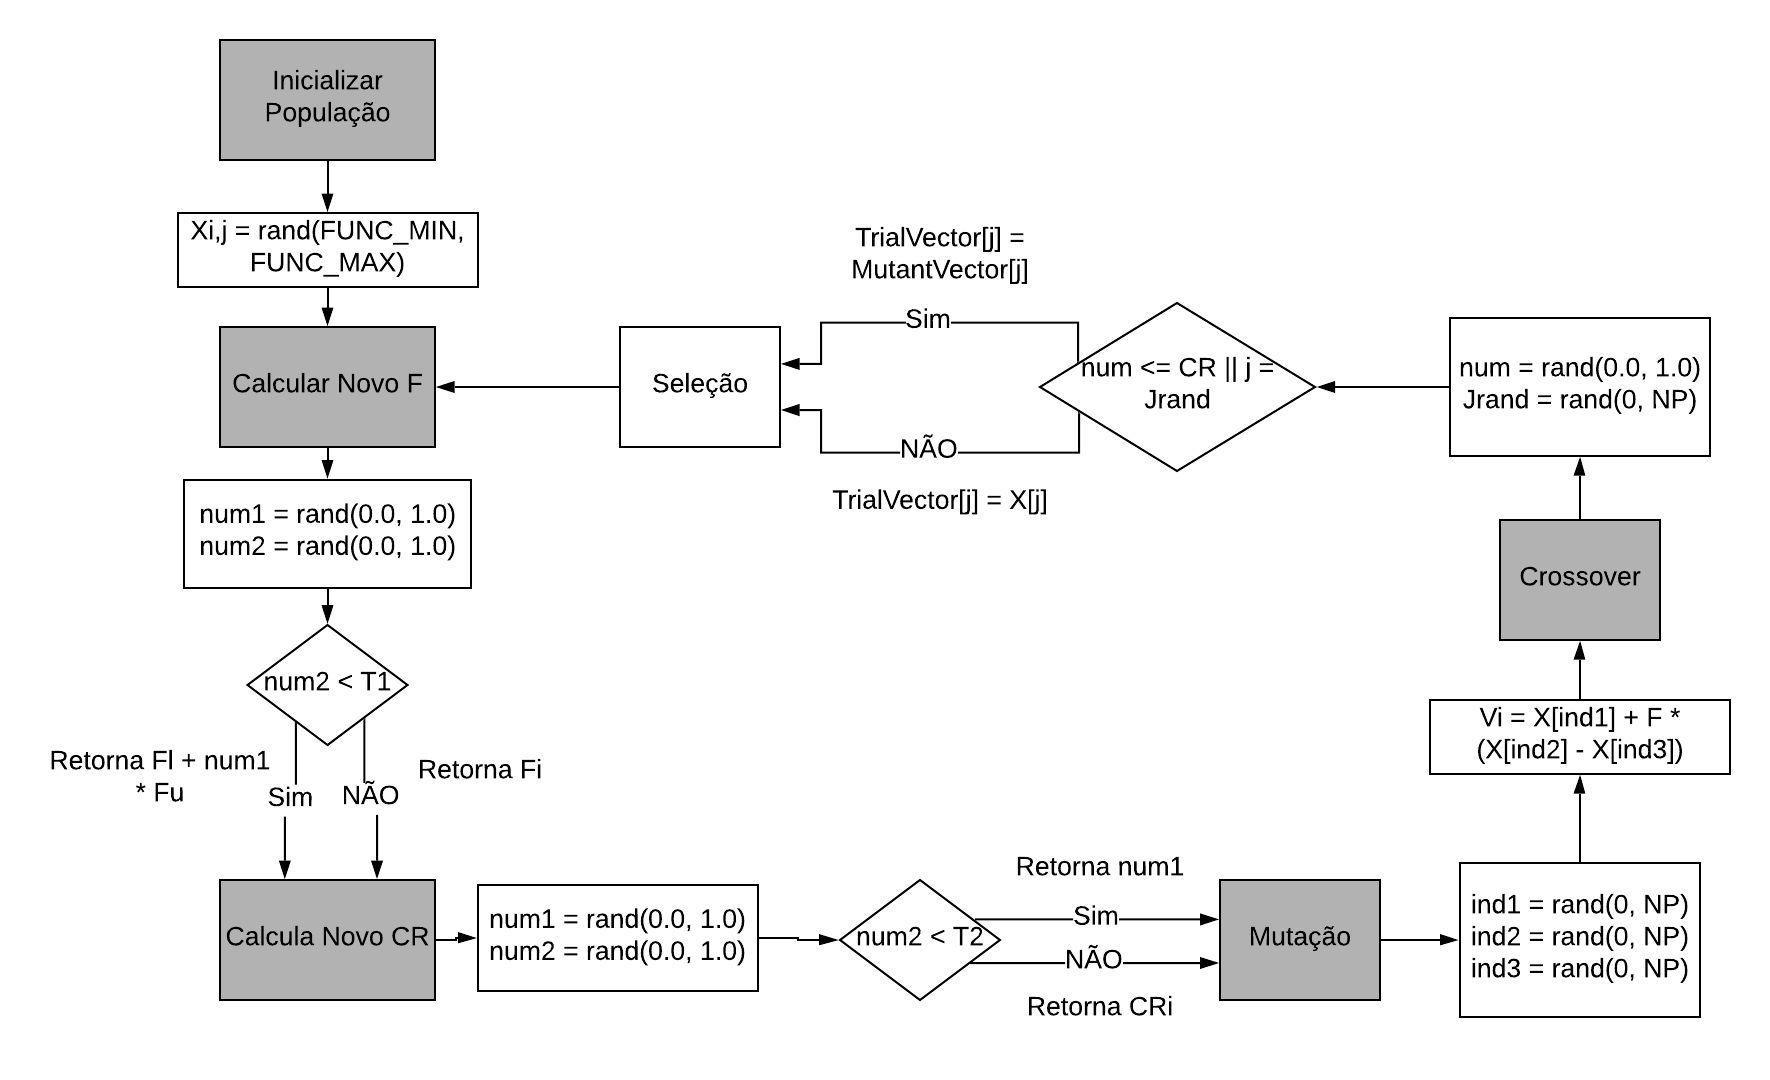 Inicializar
População
Xi,j = rand(FUNC_MIN,
FUNC_MAX)
Calcular Novo F
num1 = rand(0.0, 1.0)
num2 = rand(0.0, 1.0)
num2 < T1
Retorna Fl + num1
* Fu
Sim
NÃO
Retorna Fi
Calcula Novo CR
num1 = rand(0.0, 1.0)
num2 = rand(0.0, 1.0)
num2 < T2
Retorna num1
Sim
NÃO
Retorna CRi
Mutação
ind1 = rand(0, NP)
ind2 = rand(0, NP)
ind3 = rand(0, NP)
Vi = X[ind1] + F *
(X[ind2] - X[ind3])
Crossover
num = rand(0.0, 1.0)
Jrand = rand(0, NP)
num <= CR || j =
Jrand
TrialVector[j] =
MutantVector[j]
Sim
NÃO
TrialVector[j] = X[j]
Seleção